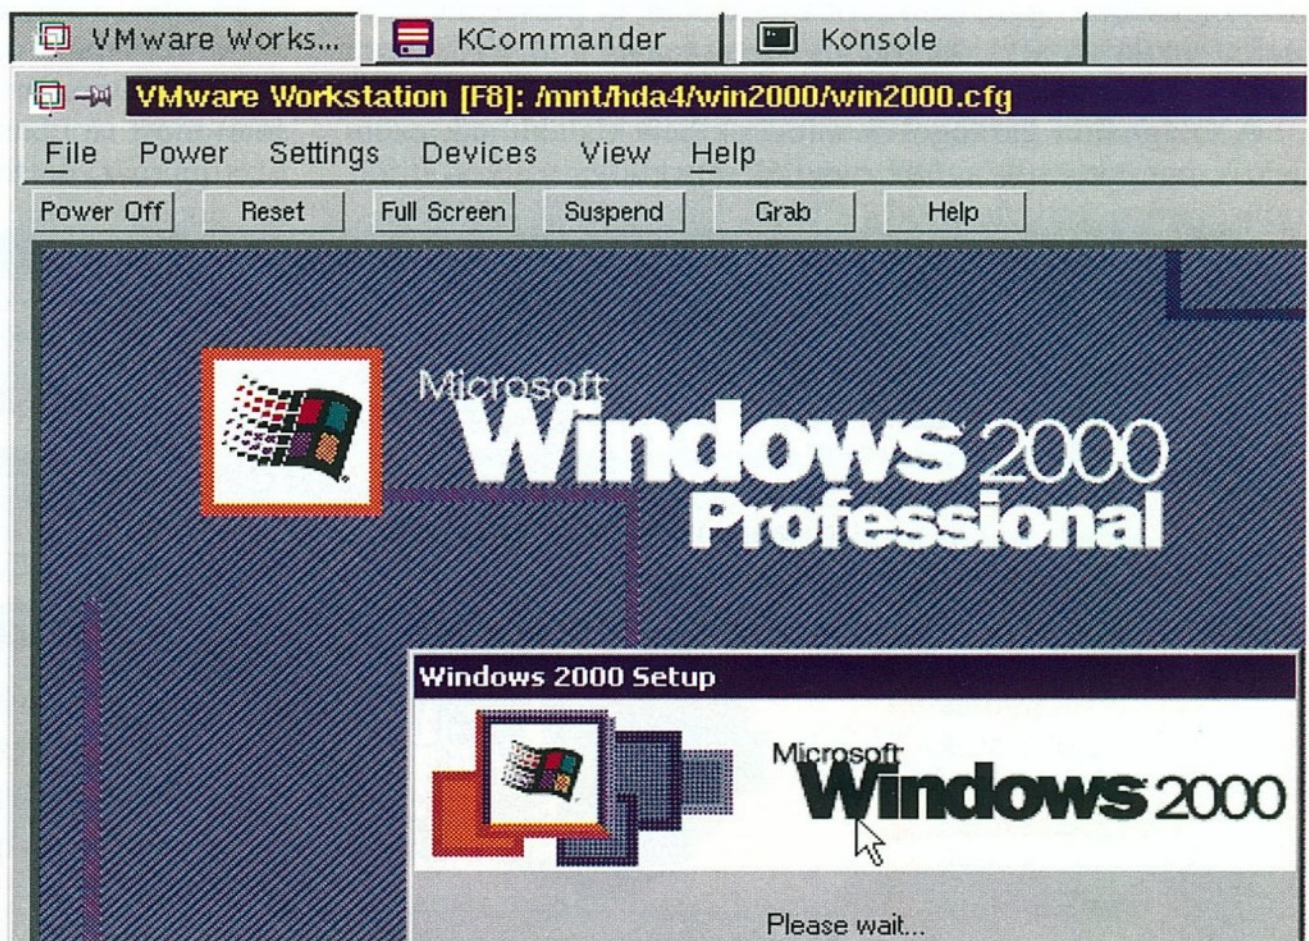 VMware Works... KCommander Konsole
VMware Workstation [F8]: /mnt/hda4/win2000/win2000.cfg
File Power Settings Devices View Help
Power Off Reset Full Screen Suspend Grab Help
Microsoft
Windows 2000
Professional
Windows 2000 Setup
Microsoft
Windows 2000
Please wait...